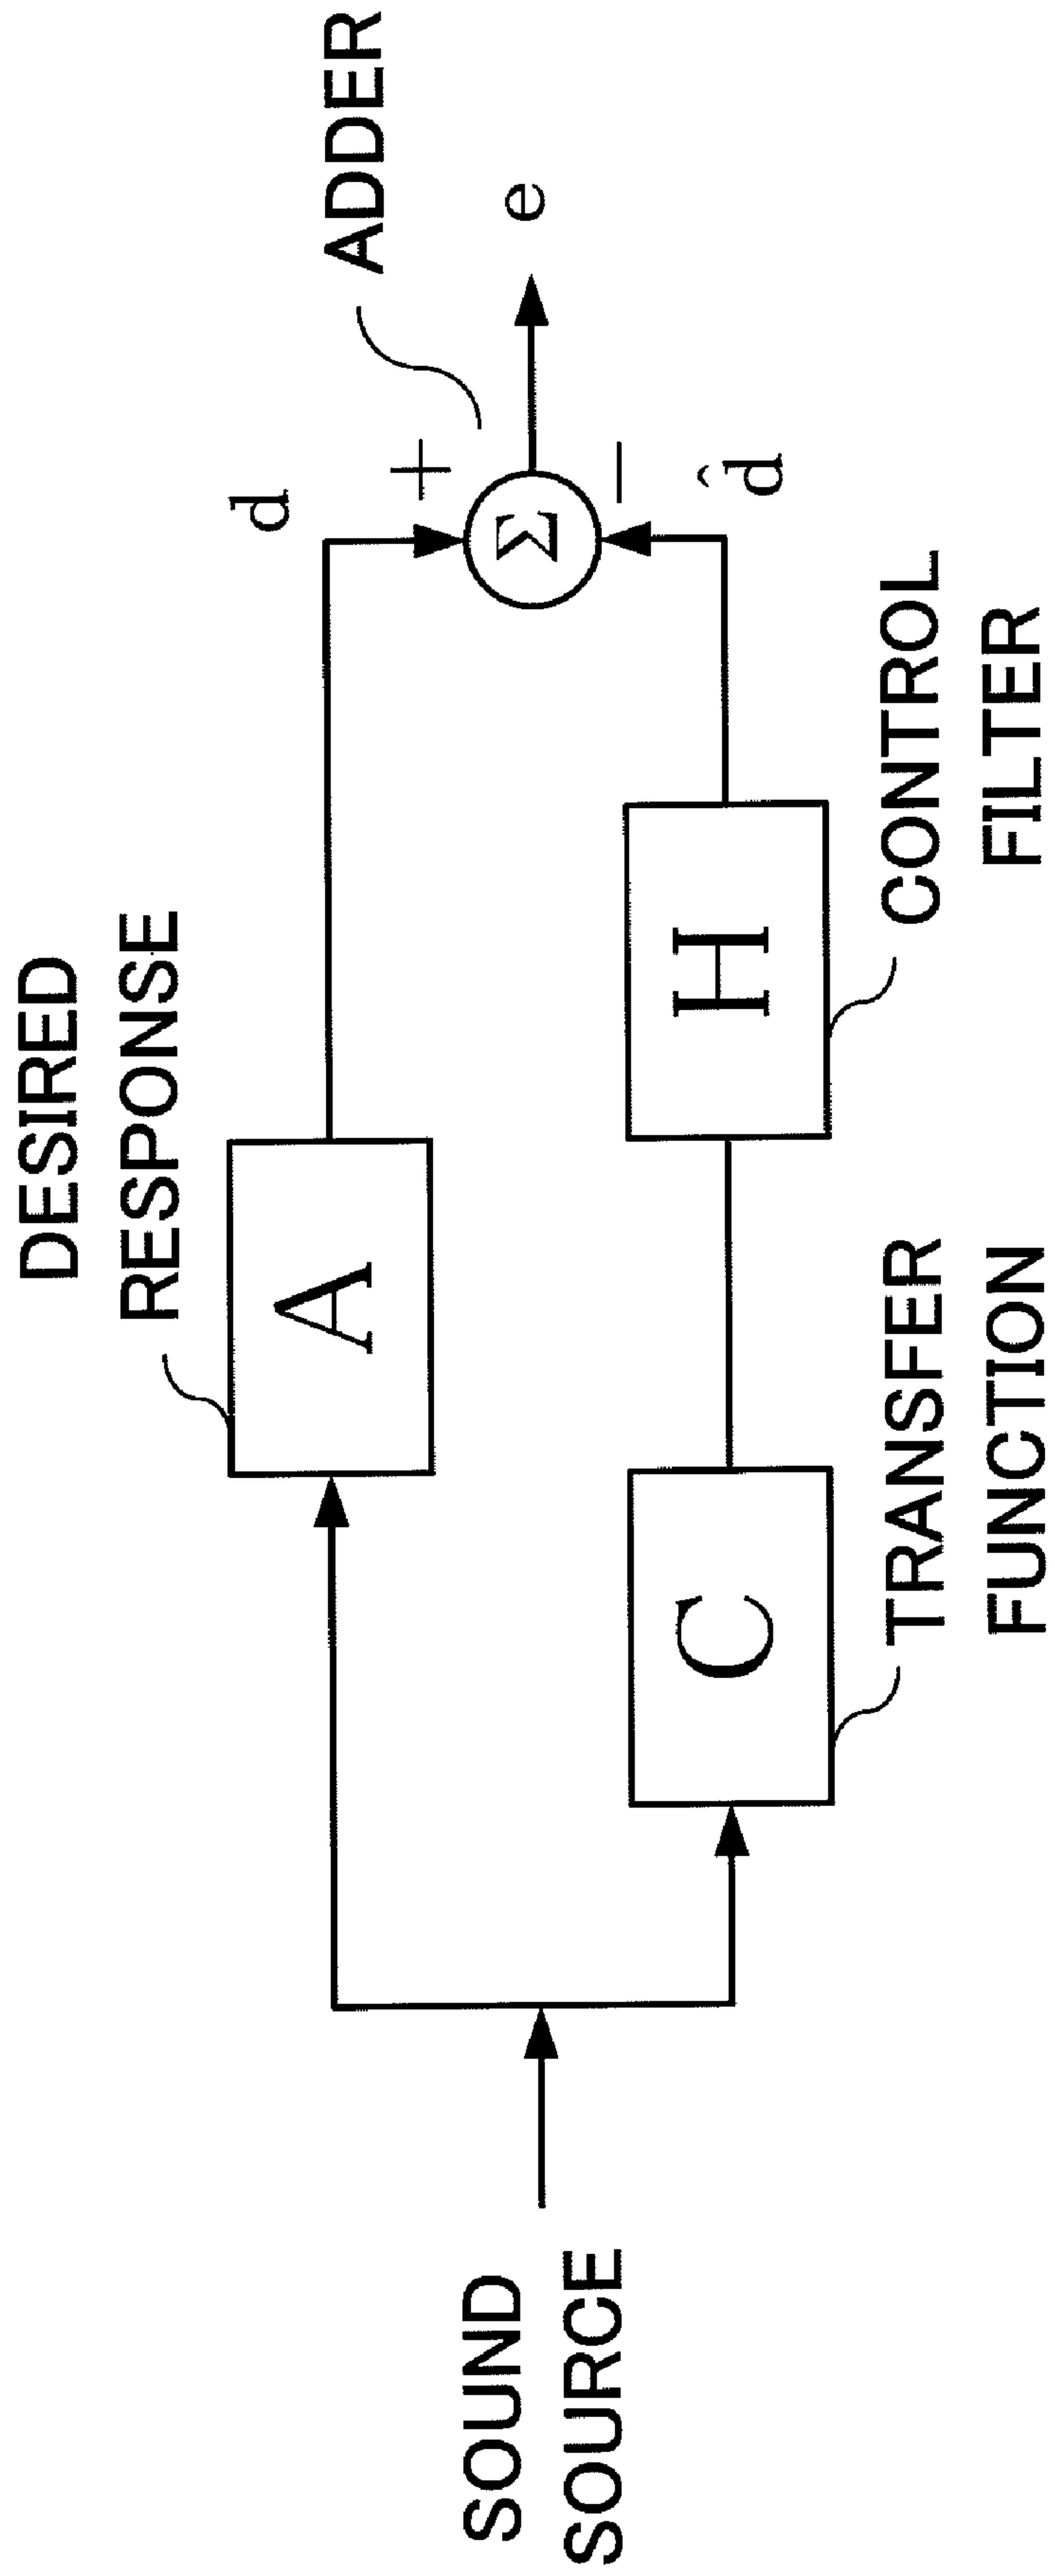 DESIRED
RESPONSE
A
d
+
ADDER
SOUND
SOURCE
Σ
e
−
d̂
C
H
TRANSFER
FUNCTION
CONTROL
FILTER